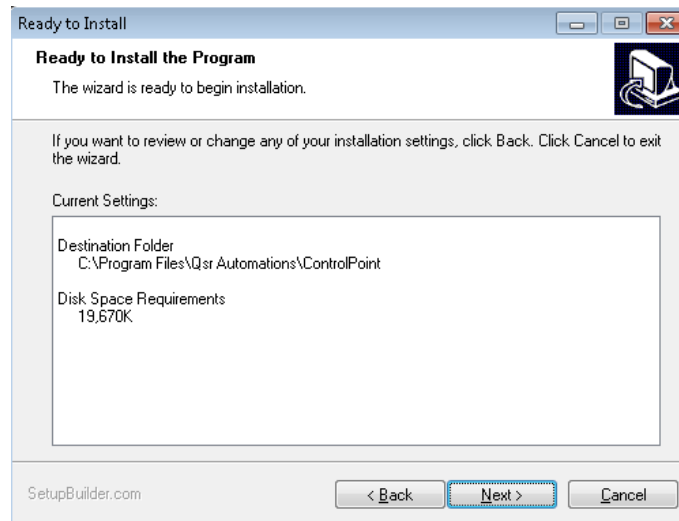 Ready to Install
Ready to Install the Program
The wizard is ready to begin installation.
If you want to review or change any of your installation settings, click Back. Click Cancel to exit
the wizard.
Current Settings:
Destination Folder
C:\Program Files\Qsr Automations\ControlPoint
Disk Space Requirements
19,670K
SetupBuilder.com
< Back
Next >
Cancel